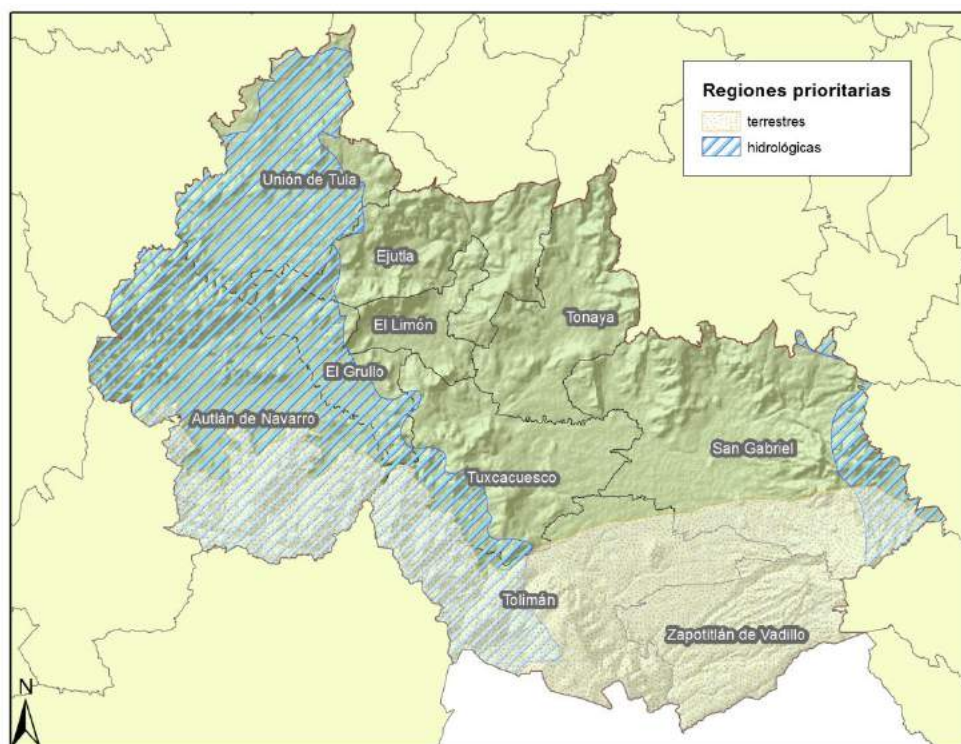 Regiones prioritarias
terrestres
hidrológicas
Unión de Tula
Ejutla
El Limón
Tonaya
El Grullo
Autlán de Navarro
San Gabriel
Tuxcacuesco
Tolimán
Zapotitlán de Vadillo
N